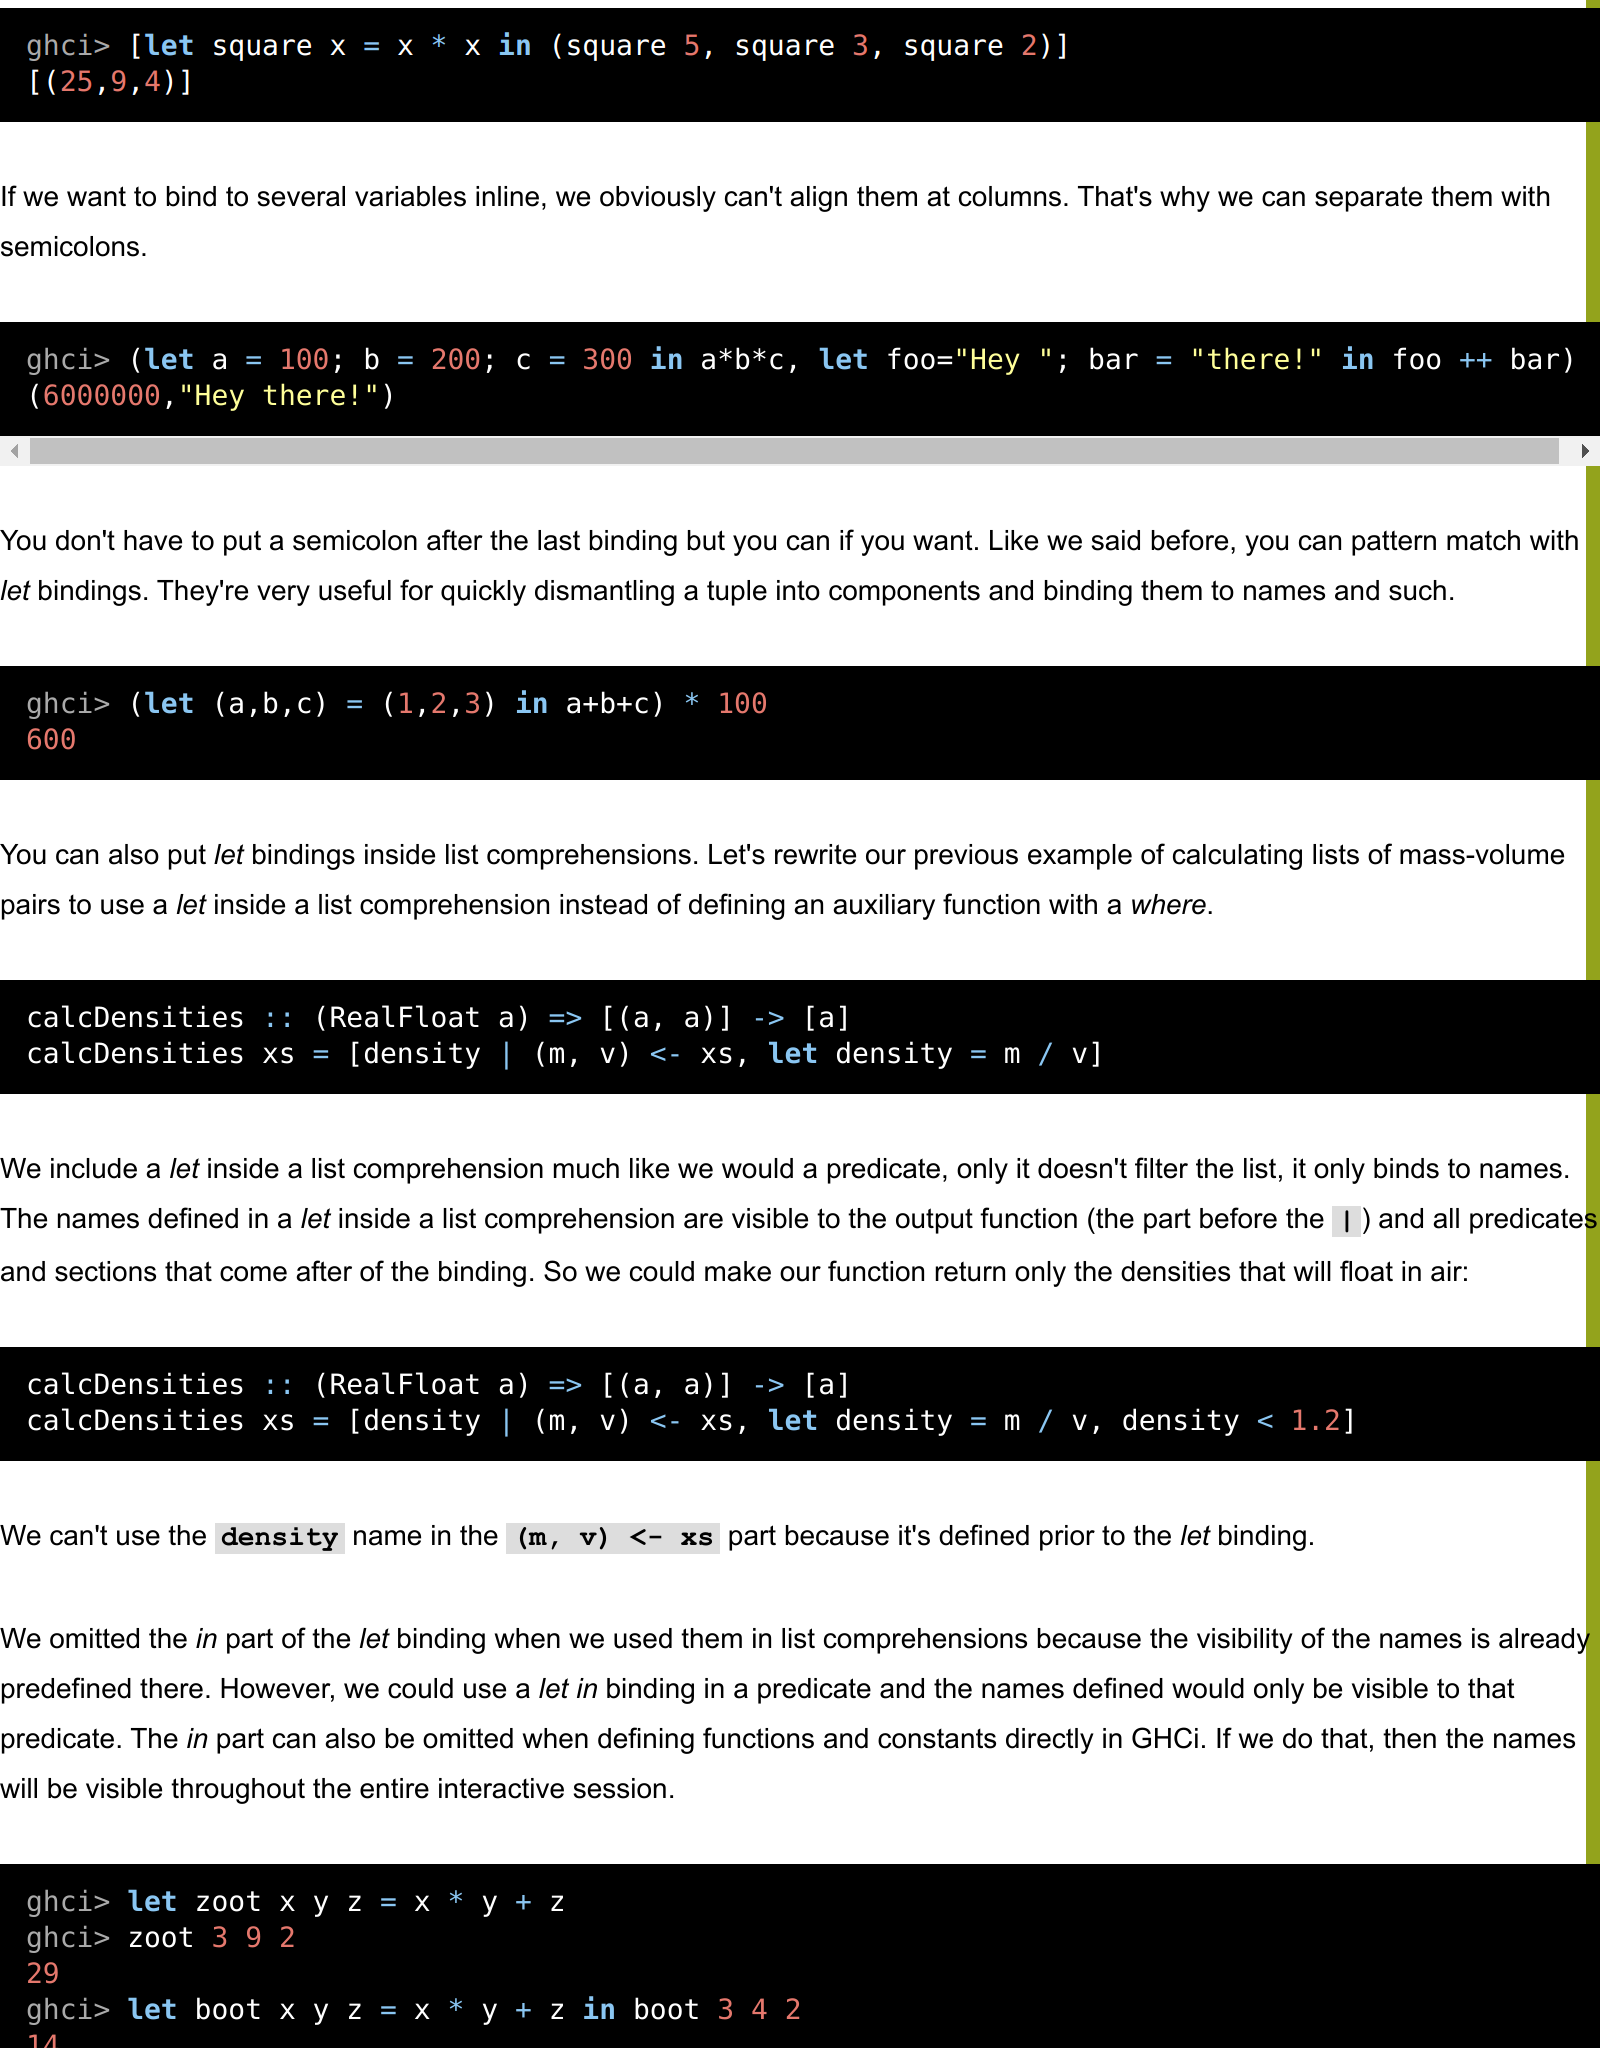 ghci> [let square x = x * x in (square 5, square 3, square 2)]
[(25,9,4)]
If we want to bind to several variables inline, we obviously can't align them at columns. That's why we can separate them with
semicolons.
ghci> (let a = 100; b = 200; c = 300 in a*b*c, let foo="Hey "; bar = "there!" in foo ++ bar)
(6000000,"Hey there!")
You don't have to put a semicolon after the last binding but you can if you want. Like we said before, you can pattern match with
let bindings. They're very useful for quickly dismantling a tuple into components and binding them to names and such.
ghci> (let (a,b,c) = (1,2,3) in a+b+c) * 100
600
You can also put let bindings inside list comprehensions. Let's rewrite our previous example of calculating lists of mass-volume
pairs to use a let inside a list comprehension instead of defining an auxiliary function with a where.
calcDensities :: (RealFloat a) => [(a, a)] -> [a]
calcDensities xs = [density | (m, v) <- xs, let density = m / v]
We include a let inside a list comprehension much like we would a predicate, only it doesn't filter the list, it only binds to names.
The names defined in a let inside a list comprehension are visible to the output function (the part before the |) and all predicates
and sections that come after of the binding. So we could make our function return only the densities that will float in air:
calcDensities :: (RealFloat a) => [(a, a)] -> [a]
calcDensities xs = [density | (m, v) <- xs, let density = m / v, density < 1.2]
We can't use the density name in the (m, v) <- xs part because it's defined prior to the let binding.
We omitted the in part of the let binding when we used them in list comprehensions because the visibility of the names is already
predefined there. However, we could use a let in binding in a predicate and the names defined would only be visible to that
predicate. The in part can also be omitted when defining functions and constants directly in GHCi. If we do that, then the names
will be visible throughout the entire interactive session.
ghci> let zoot x y z = x * y + z
ghci> zoot 3 9 2
29
ghci> let boot x y z = x * y + z in boot 3 4 2
14